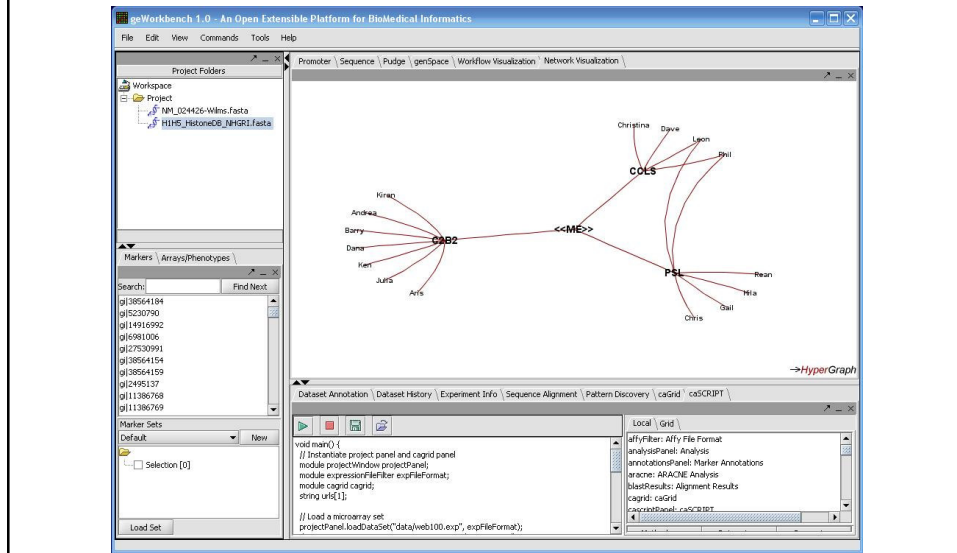 geWorkbench 1.0 - An Open Extensible Platform for BioMedical Informatics
File Edit View Commands Tools Help
Project Folders
Workspace
Project
NM_024426-Wilms.fasta
H1H5_HistoneDB_NHGRI.fasta
Markers Arrays/Phenotypes
Search: Find Next
gi|38564184
gi|5230790
gi|14916992
gi|6981006
gi|27530991
gi|38564154
gi|38564159
gi|2495137
gi|11386768
gi|11386769
Marker Sets
Default New
Selection [0]
Load Set
Promoter Sequence Pudge genSpace Workflow Visualization Network Visualization
Christina
Dave
Leon
Phil
CCLS
Kiran
Andrea
Barry
Dana
Ken
Julia
Aris
C2B2
<<ME>>
PSL
Rean
Hila
Gail
Chris
->HyperGraph
Dataset Annotation Dataset History Experiment Info Sequence Alignment Pattern Discovery caGrid caSCRIPT
void main() {
// Instantiate project panel and cagrid panel
module projectWindow projectPanel;
module expressionFileFilter expFileFormat;
module cagrid cagrid;
string urls[1];
// Load a microarray set
projectPanel.loadDataSet("data/web100.exp", expFileFormat);
Local Grid
affyFilter: Affy File Format
analysisPanel: Analysis
annotationsPanel: Marker Annotations
aracne: ARACNE Analysis
blastResults: Alignment Results
cagrid: caGrid
cascriptPanel: caSCRIPT